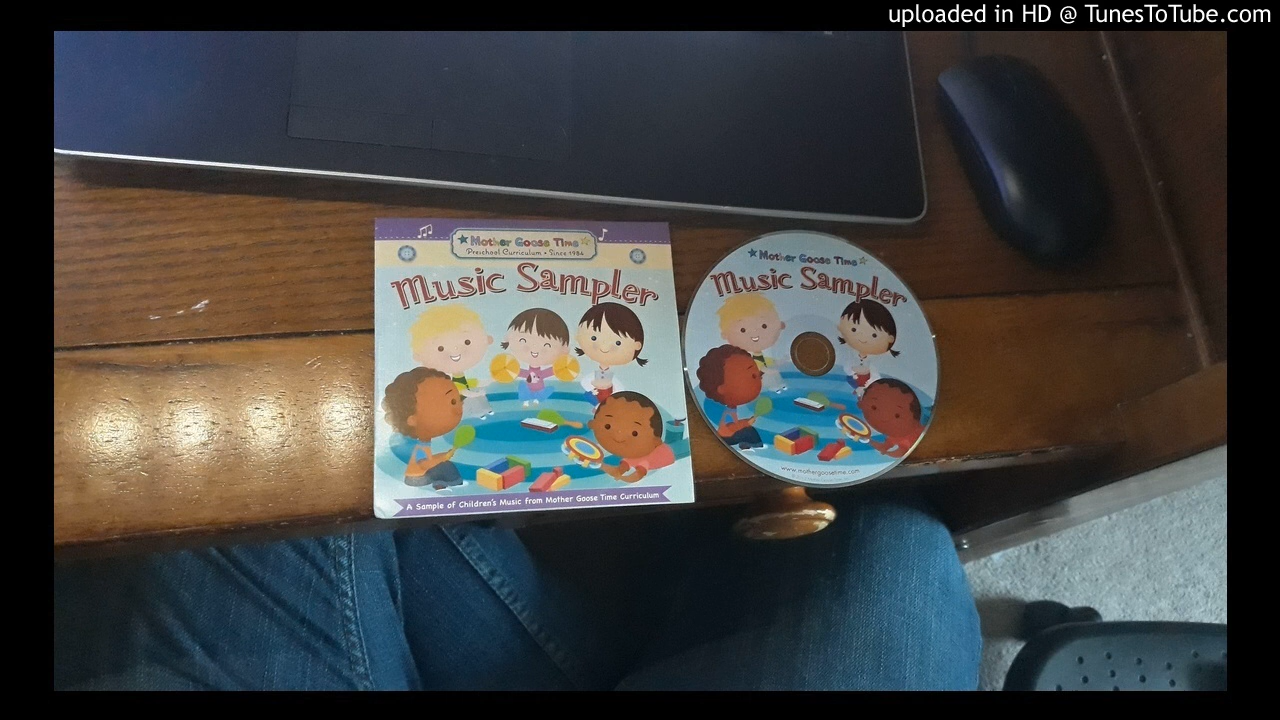 uploaded in HD @ TunesToTube.com
Mother Goose Time
Preschool Curriculum • Since 1984
Music Sampler
A Sample of Children's Music from Mother Goose Time Curriculum
Mother Goose Time
Music Sampler
www.mothergoosetime.com